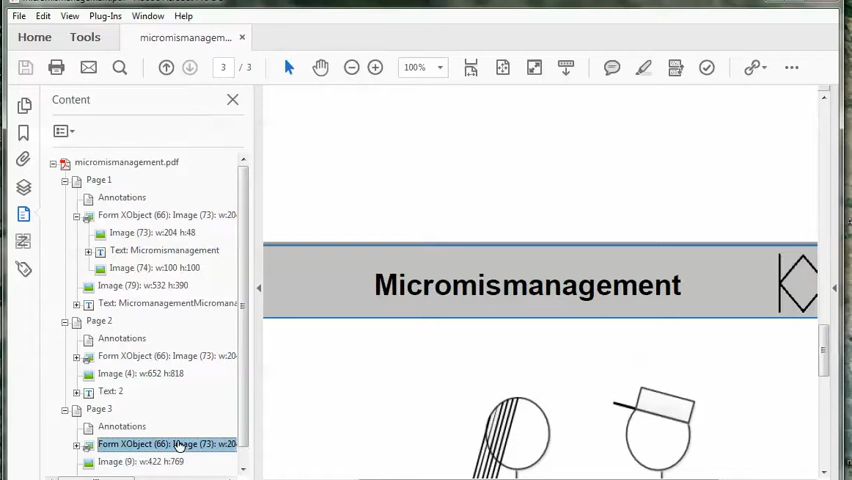 File Edit View Plug-Ins Window Help
Home Tools micromismanagem... ×
3 / 3 100%
Content
micromismanagement.pdf
Page 1
Annotations
Form XObject (66): Image (73): w:204
Image (73): w:204 h:48
Text: Micromismanagement
Image (74): w:100 h:100
Image (79): w:532 h:390
Text: MicromanagementMicromana
Page 2
Annotations
Form XObject (66): Image (73): w:20
Image (4): w:652 h:818
Text: 2
Page 3
Annotations
Form XObject (66): Image (73): w:20
Image (9): w:422 h:769
Micromismanagement